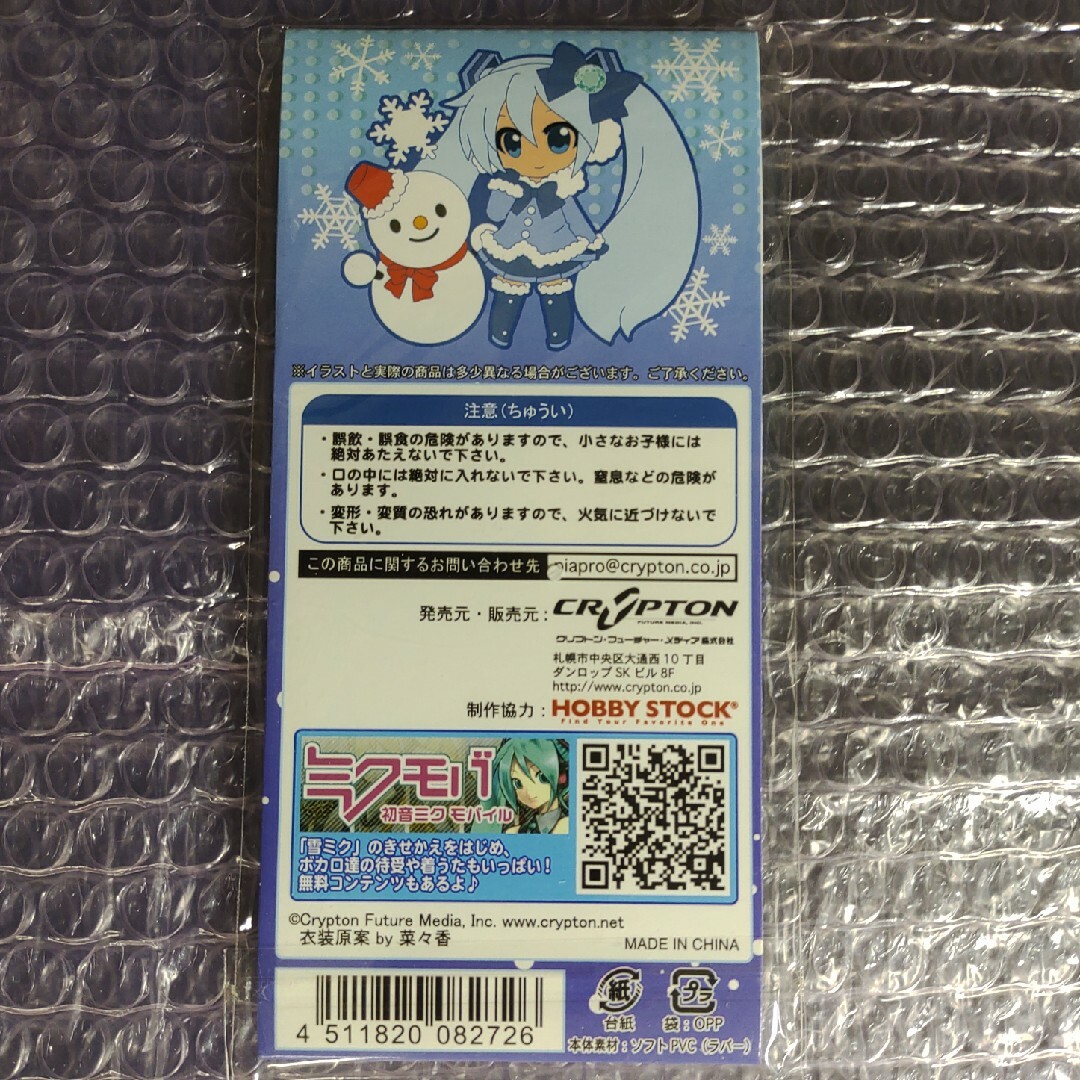 ※イラストと実際の商品は多少異なる場合がございます。ご了承ください。
注意(ちゅうい)
・誤飲・誤食の危険がありますので、小さなお子様には
絶対あたえないで下さい。
・口の中には絶対に入れないで下さい。窒息などの危険が
あります。
・変形・変質の恐れがありますので、火気に近づけないで
下さい。
この商品に関するお問い合わせ先 piapro@crypton.co.jp
発売元・販売元：CRYPTON
FUTURE MEDIA, INC.
クリプトン・フューチャー・メディア株式会社
札幌市中央区大通西10丁目
ダンロップSKビル8F
http://www.crypton.co.jp
制作協力：HOBBY STOCK®
Find Your Favorite One
ミクモバ
初音ミク モバイル
「雪ミク」のきせかえをはじめ、
ボカロ達の待受や着うたもいっぱい！
無料コンテンツもあるよ♪
©Crypton Future Media, Inc. www.crypton.net
衣装原案 by 菜々香
MADE IN CHINA
4 511820 082726
紙
台紙
プラ
袋：OPP
本体素材：ソフトPVC（ラバー）